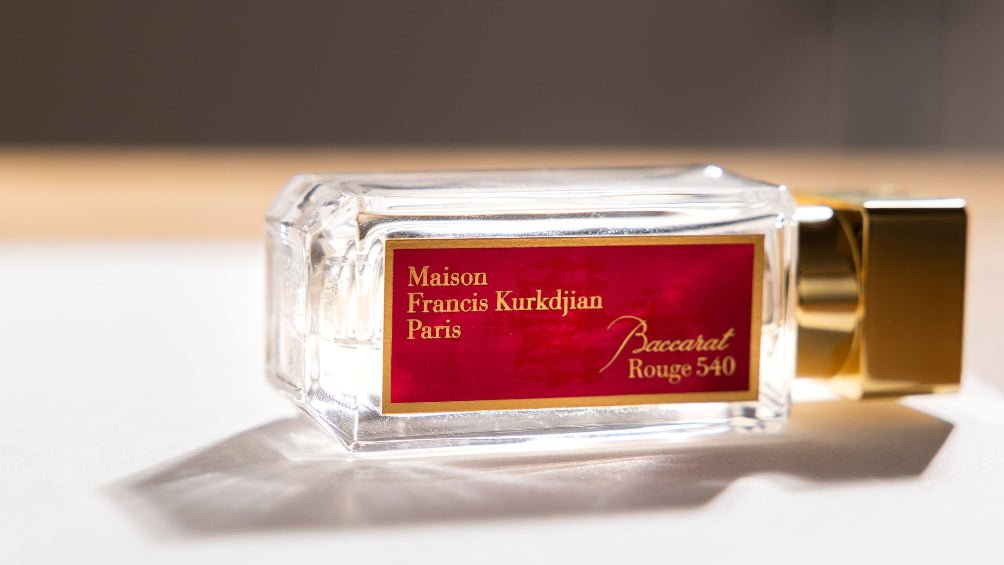 Maison
Francis Kurkdjian
Paris
Baccarat
Rouge 540